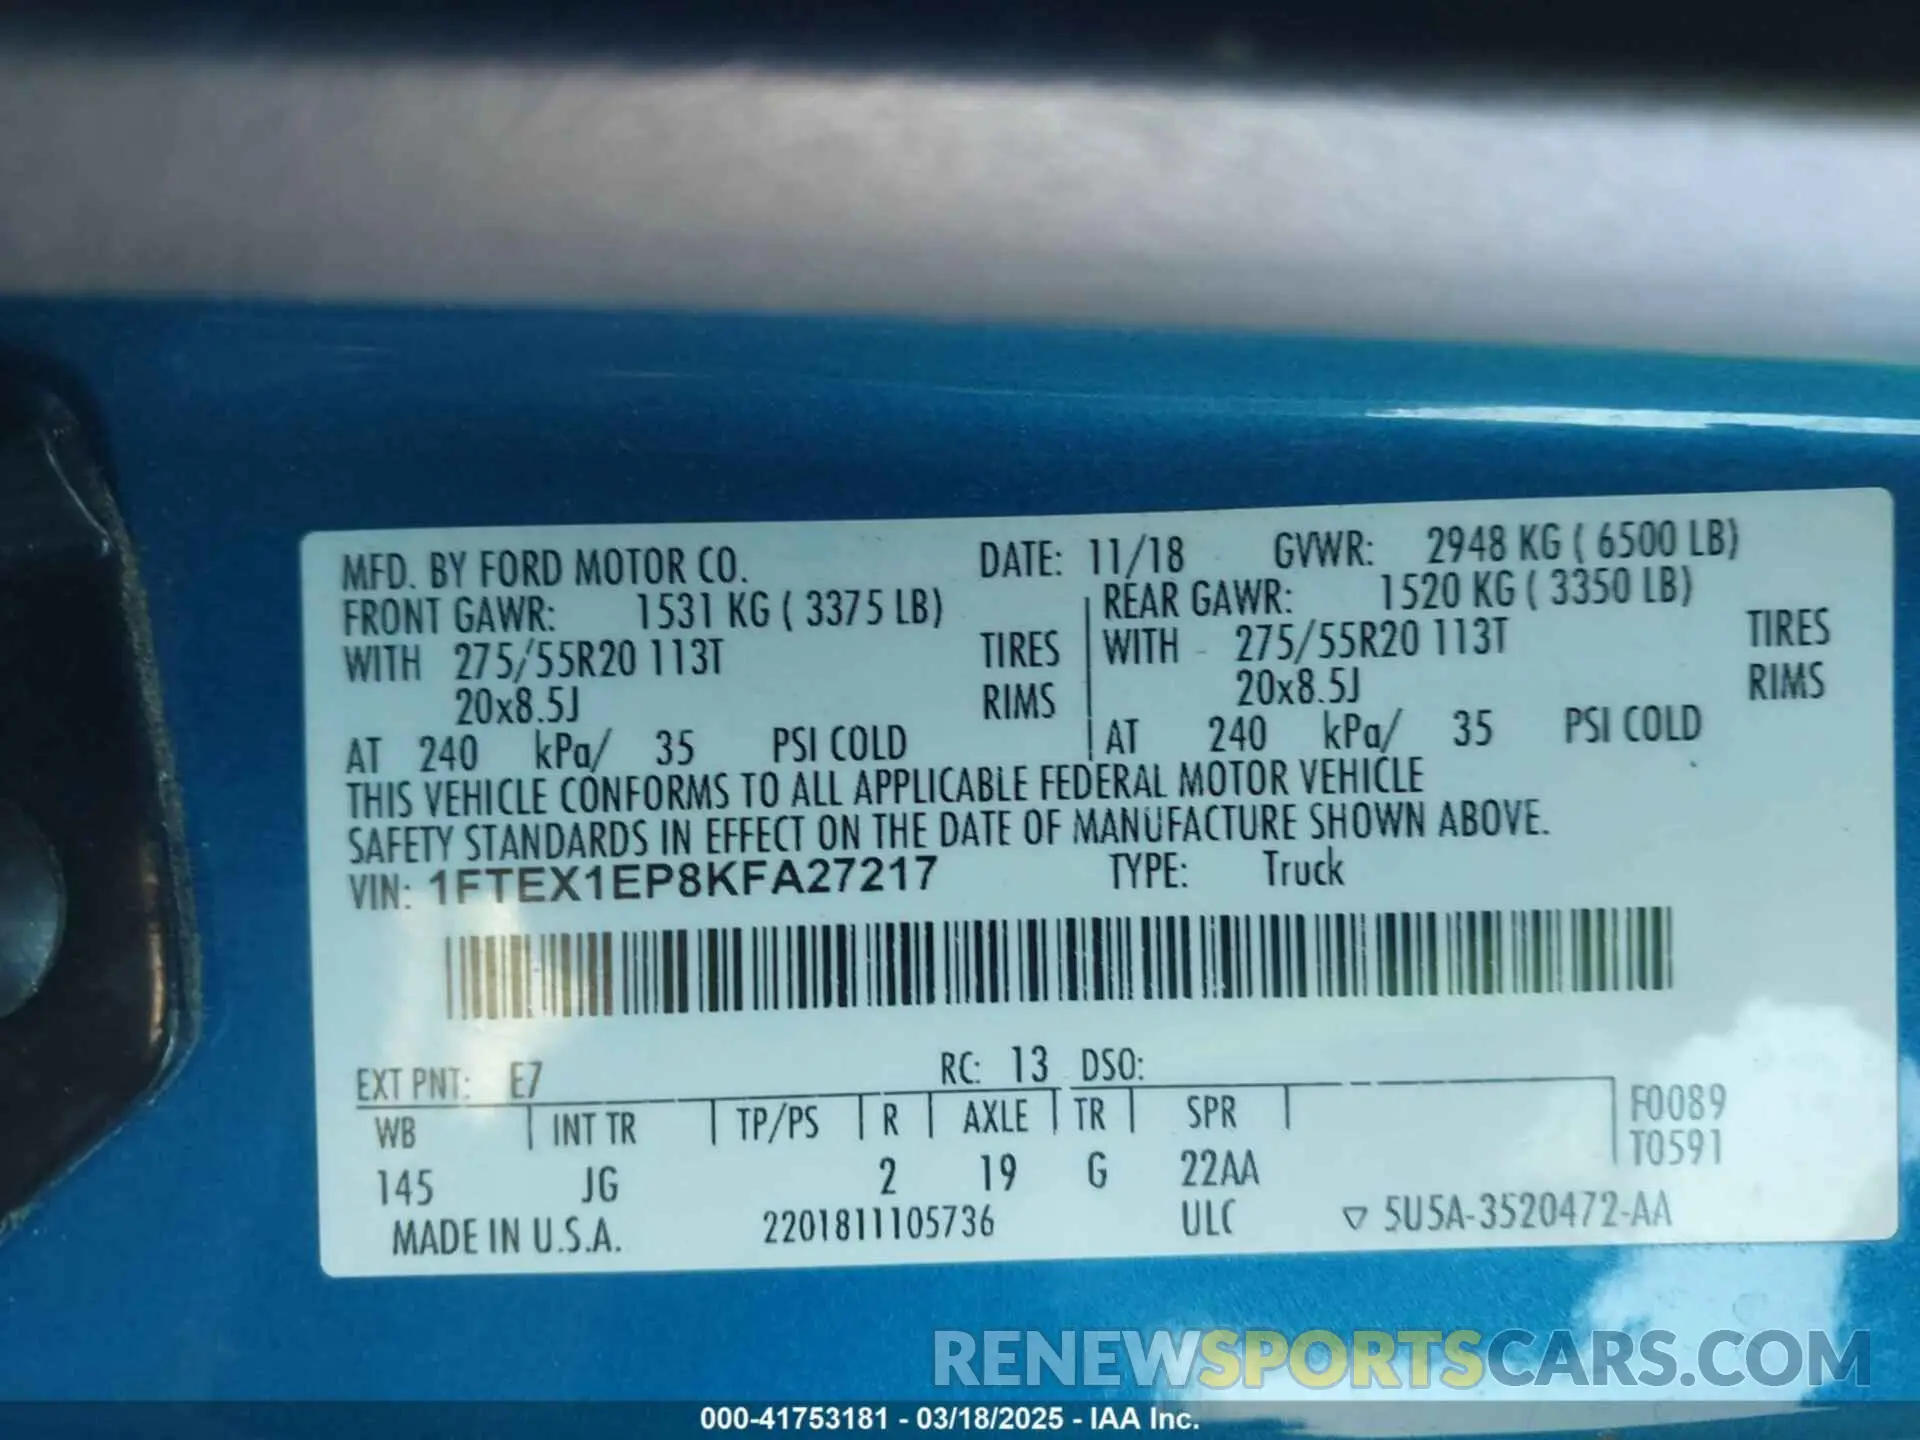 MFD. BY FORD MOTOR CO. DATE: 11/18 GVWR: 2948 KG ( 6500 LB)
FRONT GAWR: 1531 KG ( 3375 LB) REAR GAWR: 1520 KG ( 3350 LB)
WITH 275/55R20 113T TIRES WITH 275/55R20 113T TIRES
20x8.5J RIMS 20x8.5J RIMS
AT 240 kPa/ 35 PSI COLD AT 240 kPa/ 35 PSI COLD
THIS VEHICLE CONFORMS TO ALL APPLICABLE FEDERAL MOTOR VEHICLE
SAFETY STANDARDS IN EFFECT ON THE DATE OF MANUFACTURE SHOWN ABOVE.
VIN: 1FTEX1EP8KFA27217 TYPE: Truck
EXT PNT: E7 RC: 13 DSO:
WB INT TR TP/PS R AXLE TR SPR F0089
T0591
145 JG 2 19 G 22AA
MADE IN U.S.A. 2201811105736 ULC ▽ 5U5A-3520472-AA
RENEWSPORTSCARS.COM
000-41753181 - 03/18/2025 - IAA Inc.